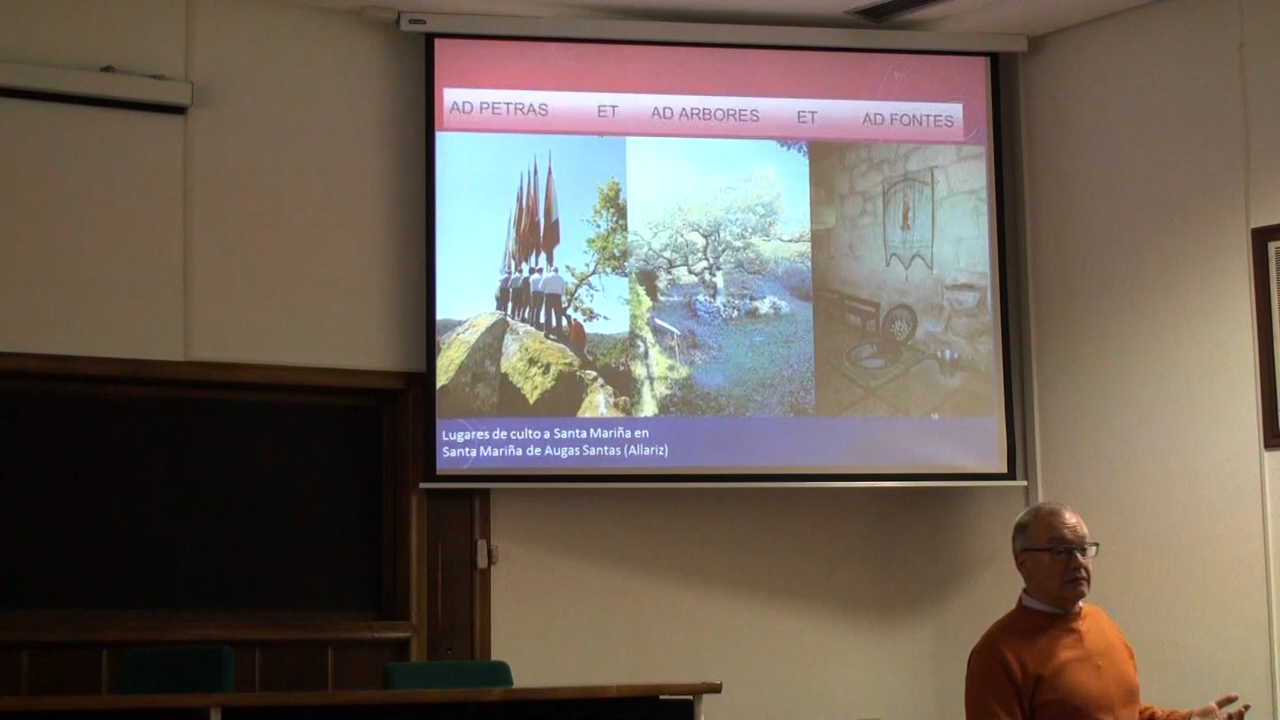 AD PETRAS ET AD ARBORES ET AD FONTES
Lugares de culto a Santa Mariña en
Santa Mariña de Augas Santas (Allariz)